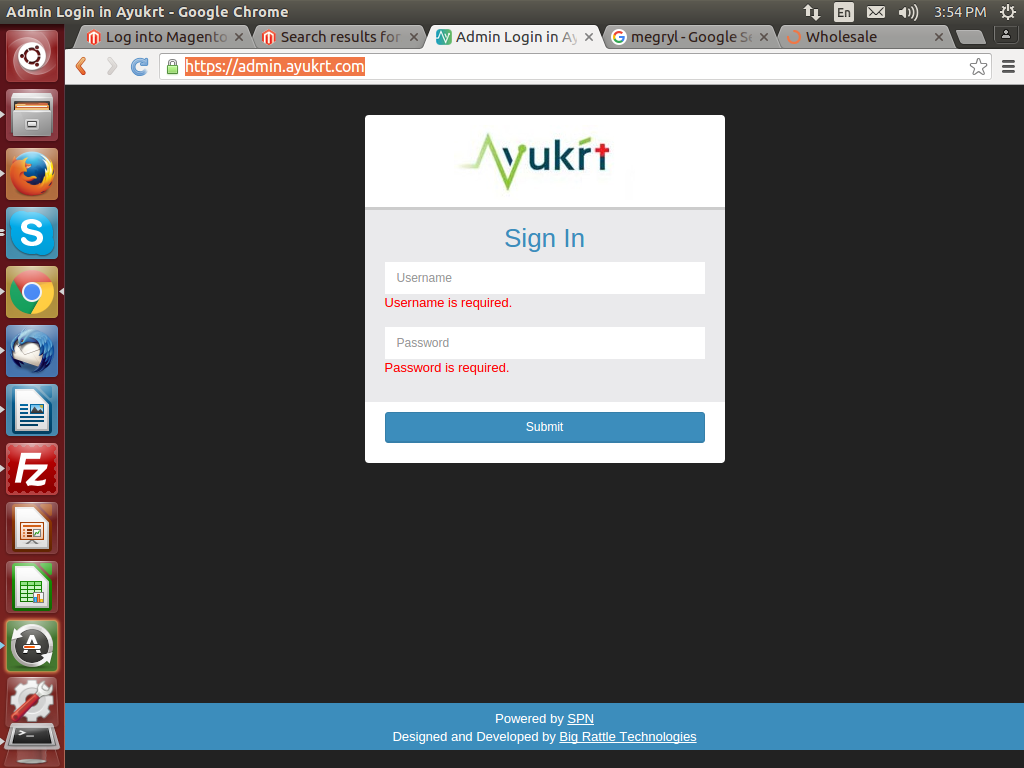 Admin Login in Ayukrt - Google Chrome
En
3:54 PM
Log into Magento
Search results for
Admin Login in Ay
megryl - Google Se
Wholesale
https://admin.ayukrt.com
Ayukrt
Sign In
Username
Username is required.
Password
Password is required.
Submit
S
Fz
A
>_
Powered by SPN
Designed and Developed by Big Rattle Technologies